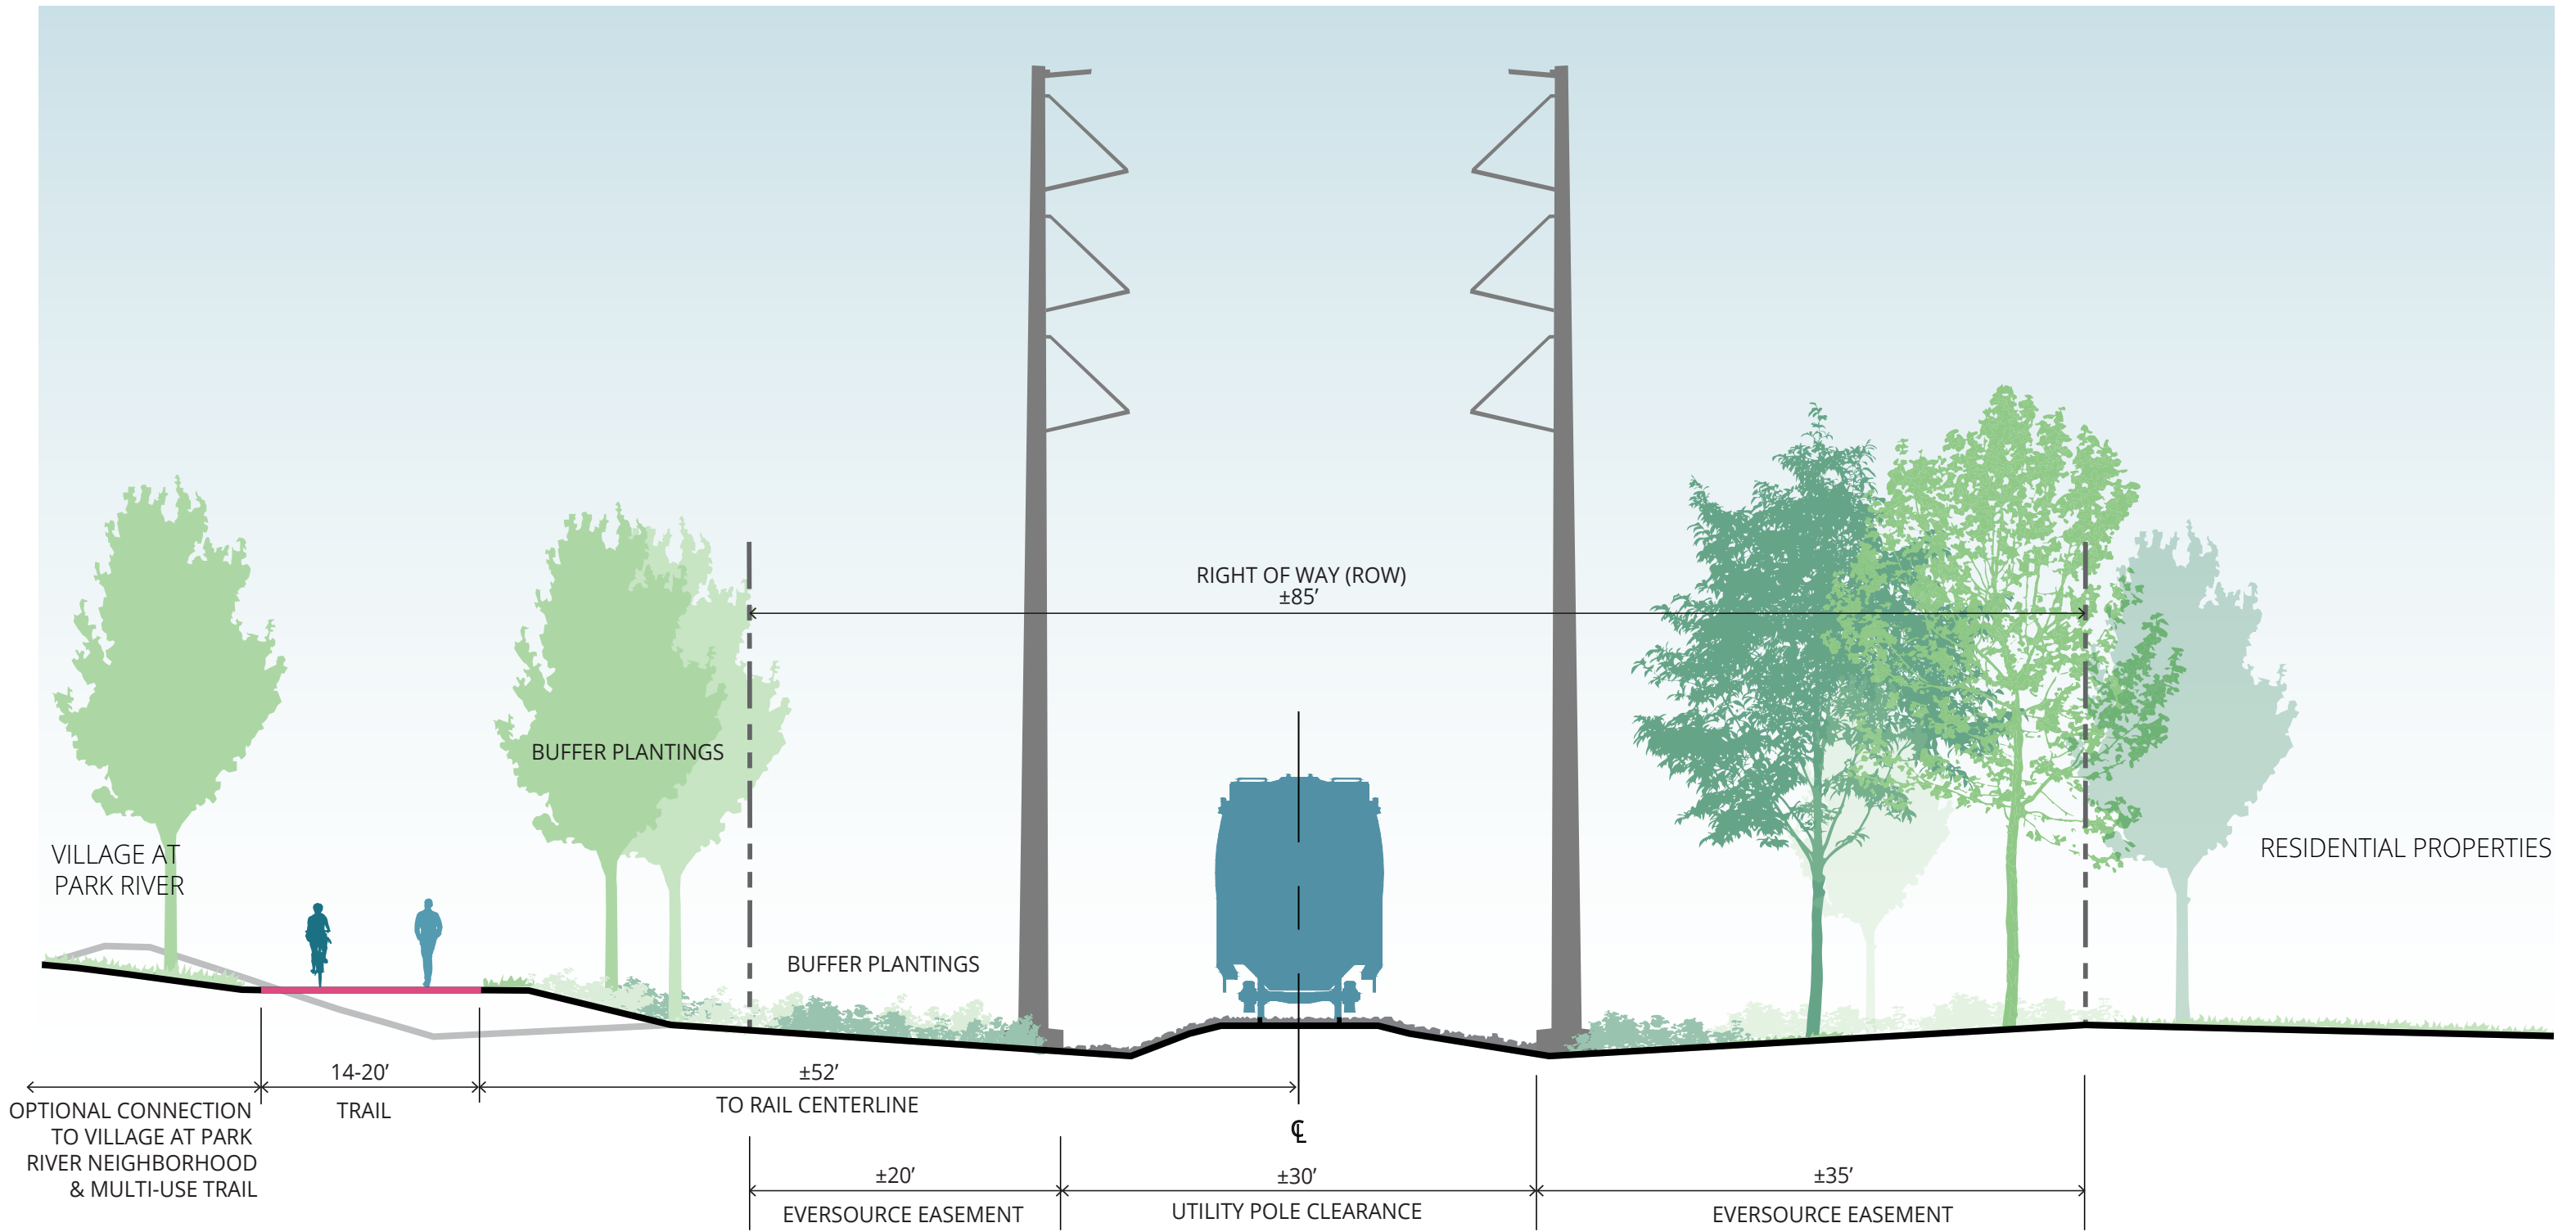 RIGHT OF WAY (ROW)
±85’
BUFFER PLANTINGS
VILLAGE AT
PARK RIVER
RESIDENTIAL PROPERTIES
BUFFER PLANTINGS
14-20’
TRAIL
±52’
TO RAIL CENTERLINE
OPTIONAL CONNECTION
TO VILLAGE AT PARK
RIVER NEIGHBORHOOD
& MULTI-USE TRAIL
℄
±20’
EVERSOURCE EASEMENT
±30’
UTILITY POLE CLEARANCE
±35’
EVERSOURCE EASEMENT